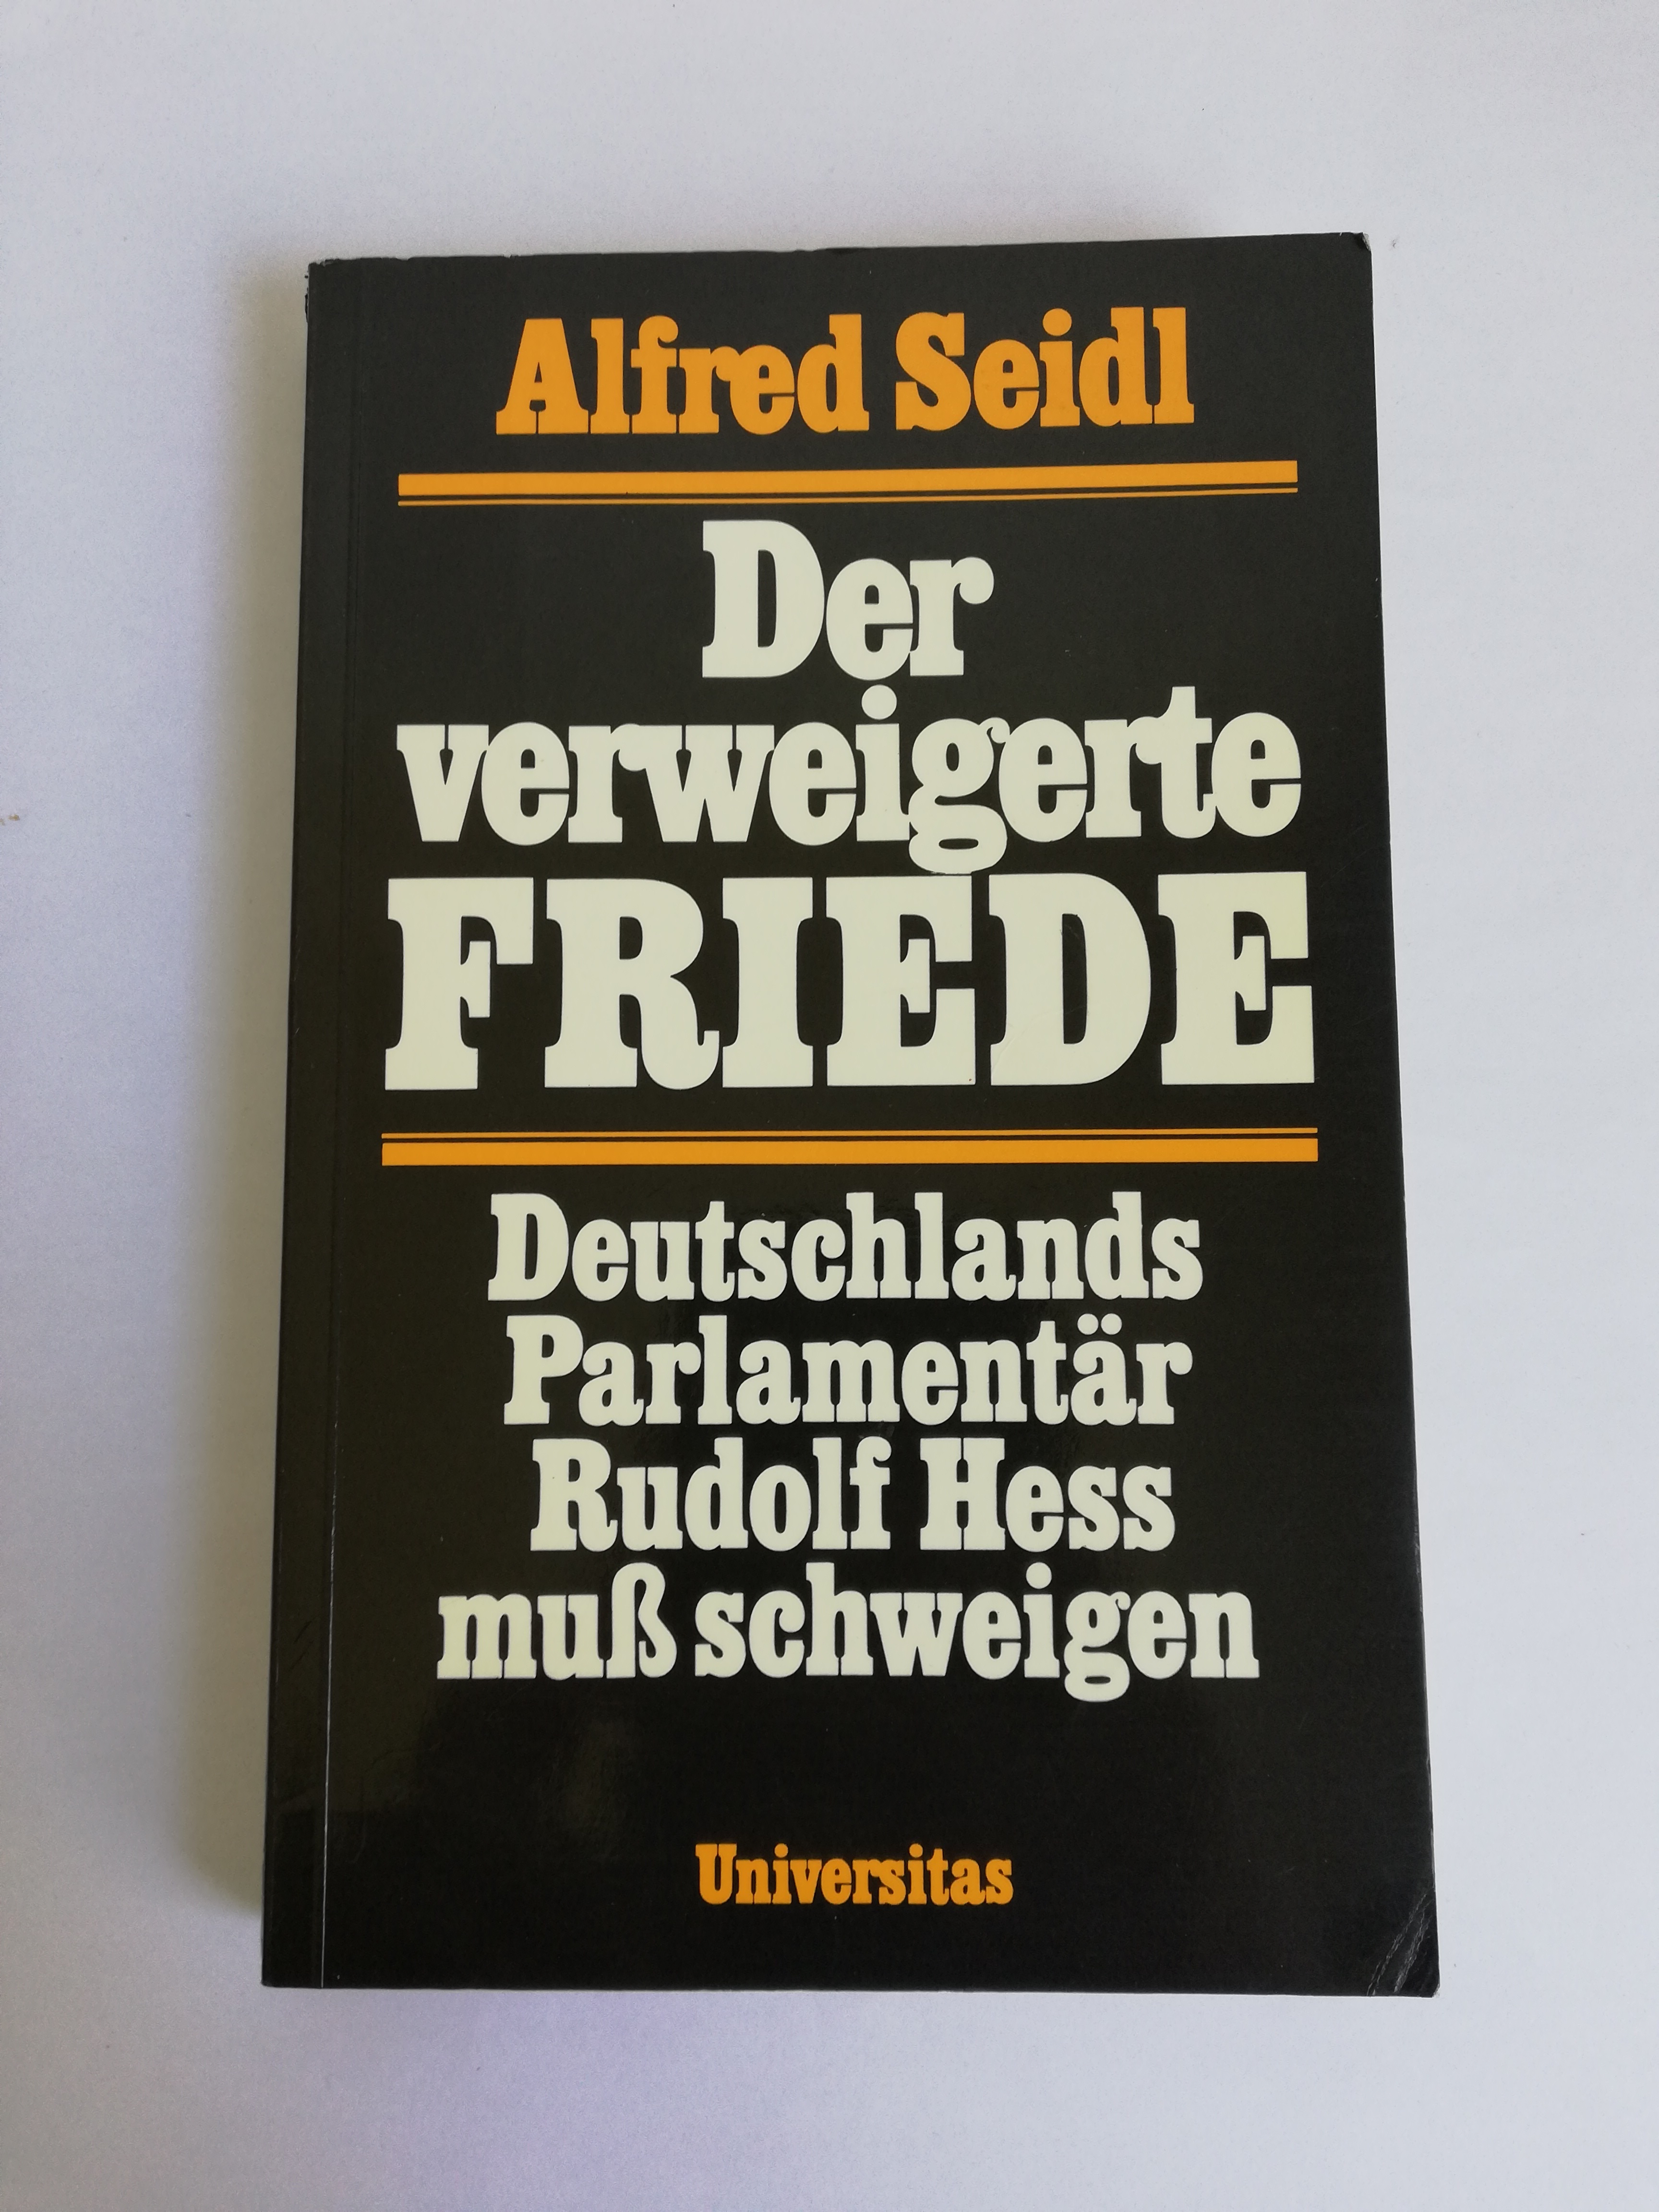 Alfred Seidl
Der
verweigerte
FRIEDE
Deutschlands
Parlamentär
Rudolf Hess
muß schweigen
Universitas